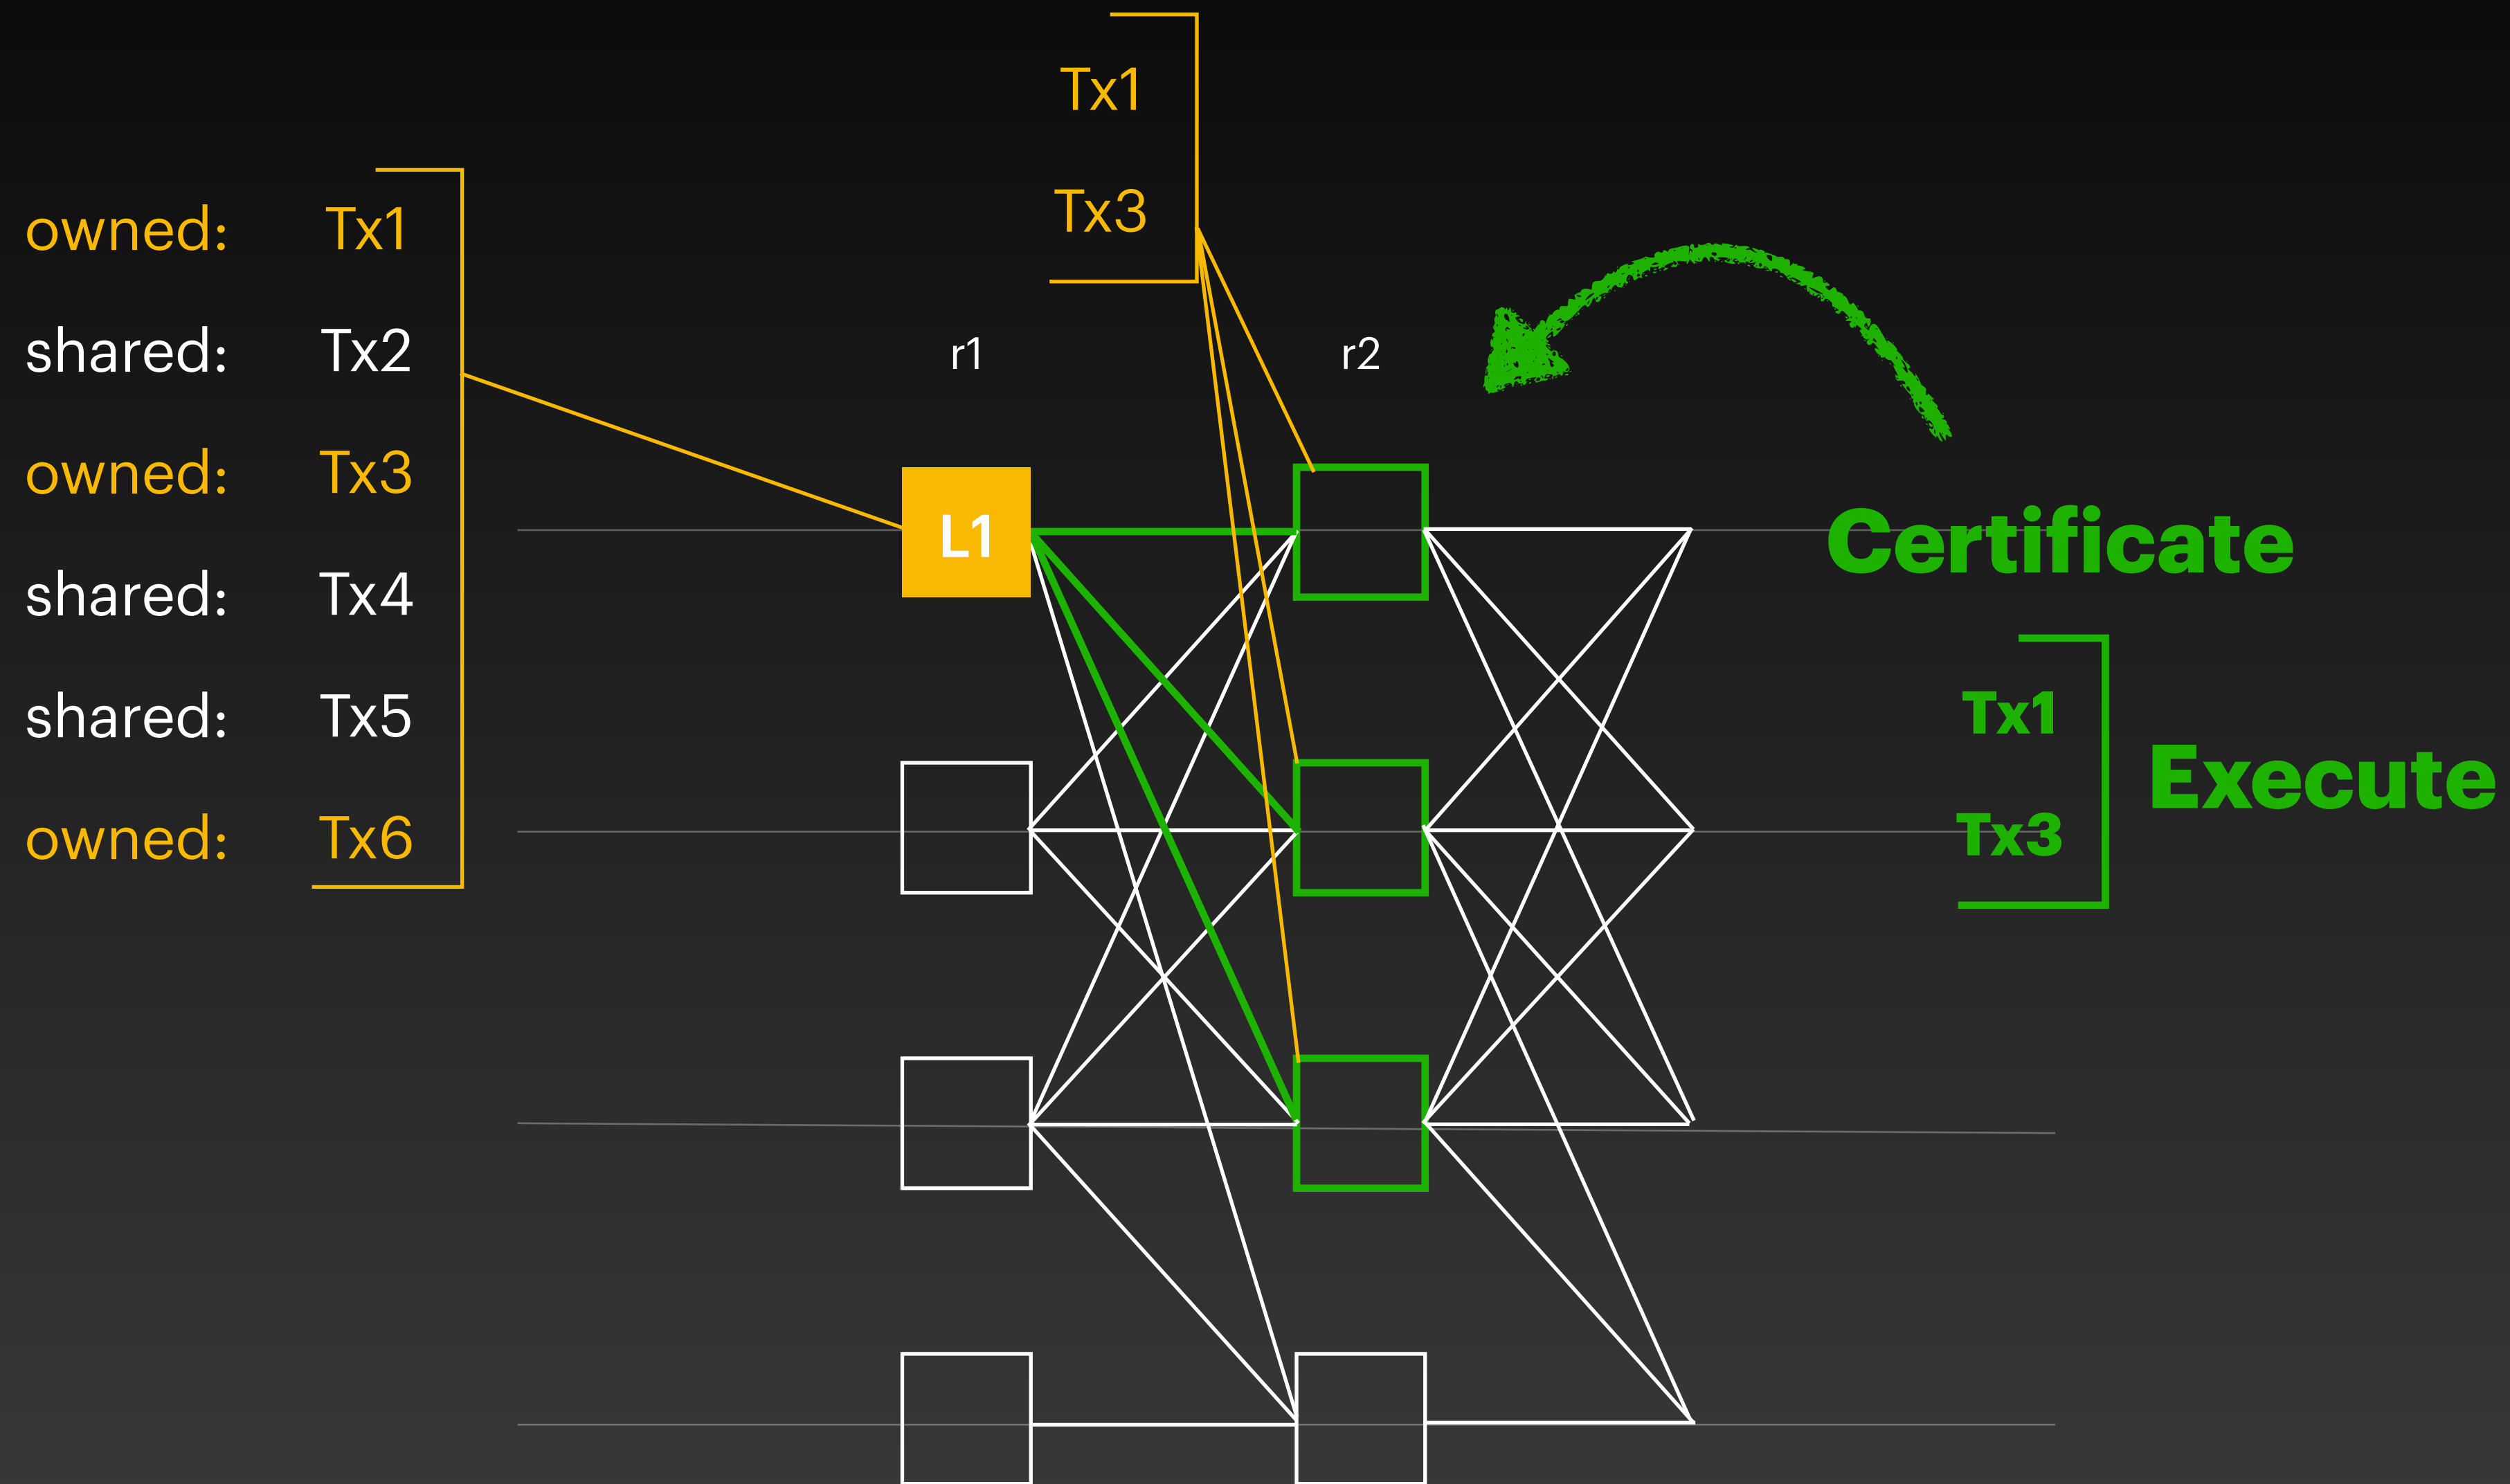 Tx1
Tx3
owned: Tx1
shared: Tx2
owned: Tx3
shared: Tx4
shared: Tx5
owned: Tx6
r1
r2
L1
Certificate
Tx1
Tx3
Execute